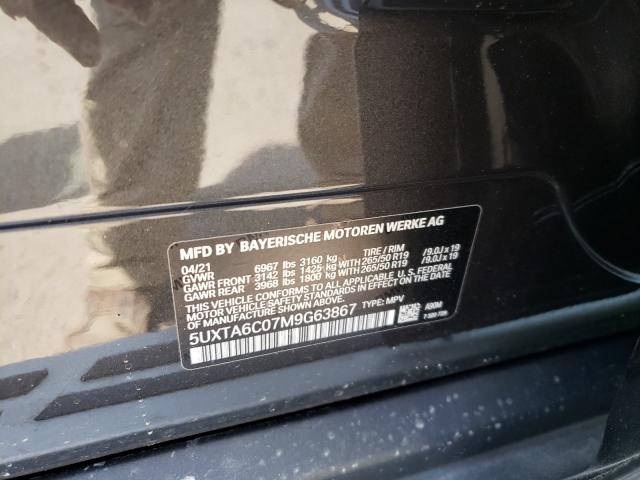 MFD BY BAYERISCHE MOTOREN WERKE AG
04/21
GVWR 6967 lbs 3160 kg TIRE / RIM
GAWR FRONT 3142 lbs 1425 kg WITH 265/50 R19 /9.0J x 19
GAWR REAR 3968 lbs 1800 kg WITH 265/50 R19 /9.0J x 19
THIS VEHICLE CONFORMS TO ALL APPLICABLE U.S. FEDERAL
MOTOR VEHICLE SAFETY STANDARDS IN EFFECT ON THE DATE
OF MANUFACTURE SHOWN ABOVE.
5UXTA6C07M9G63867 TYPE: MPV A90M